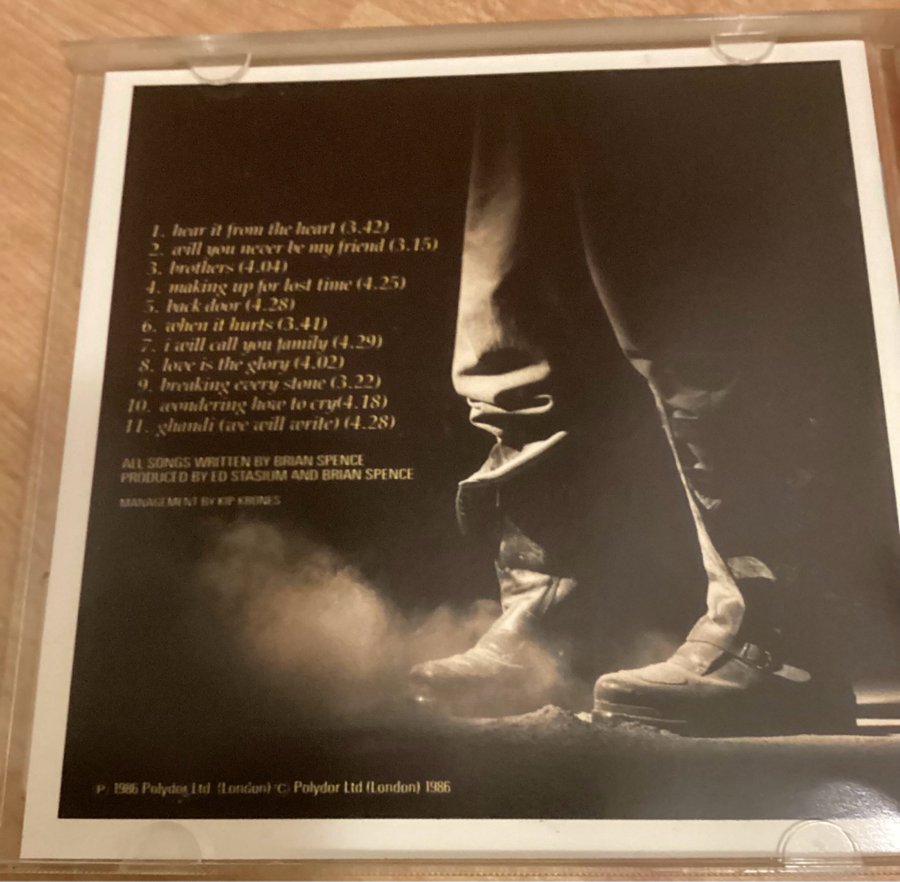 1. hear it from the heart (3.42)
2. will you never be my friend (3.15)
3. brothers (4.04)
4. making up for lost time (4.25)
5. back door (4.28)
6. when it hurts (3.41)
7. i will call you family (4.29)
8. love is the glory (4.02)
9. breaking every stone (3.22)
10. wondering how to cry(4.18)
11. ghandi (we will write) (4.28)
ALL SONGS WRITTEN BY BRIAN SPENCE
PRODUCED BY ED STASIUM AND BRIAN SPENCE
MANAGEMENT BY KIP KRONES
(P) 1986 Polydor Ltd (London) (C) Polydor Ltd (London) 1986